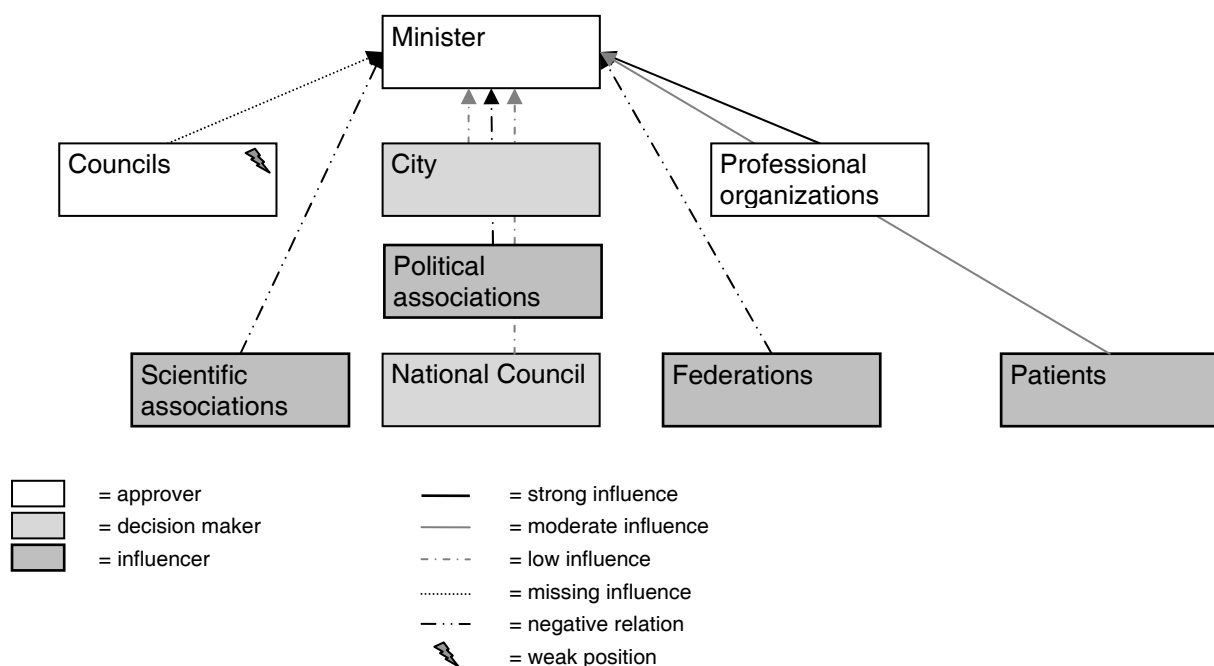 Minister
Councils
City
Professional
organizations
Political
associations
Scientific
associations
National Council
Federations
Patients
= approver
= decision maker
= influencer
= strong influence
= moderate influence
= low influence
= missing influence
= negative relation
= weak position